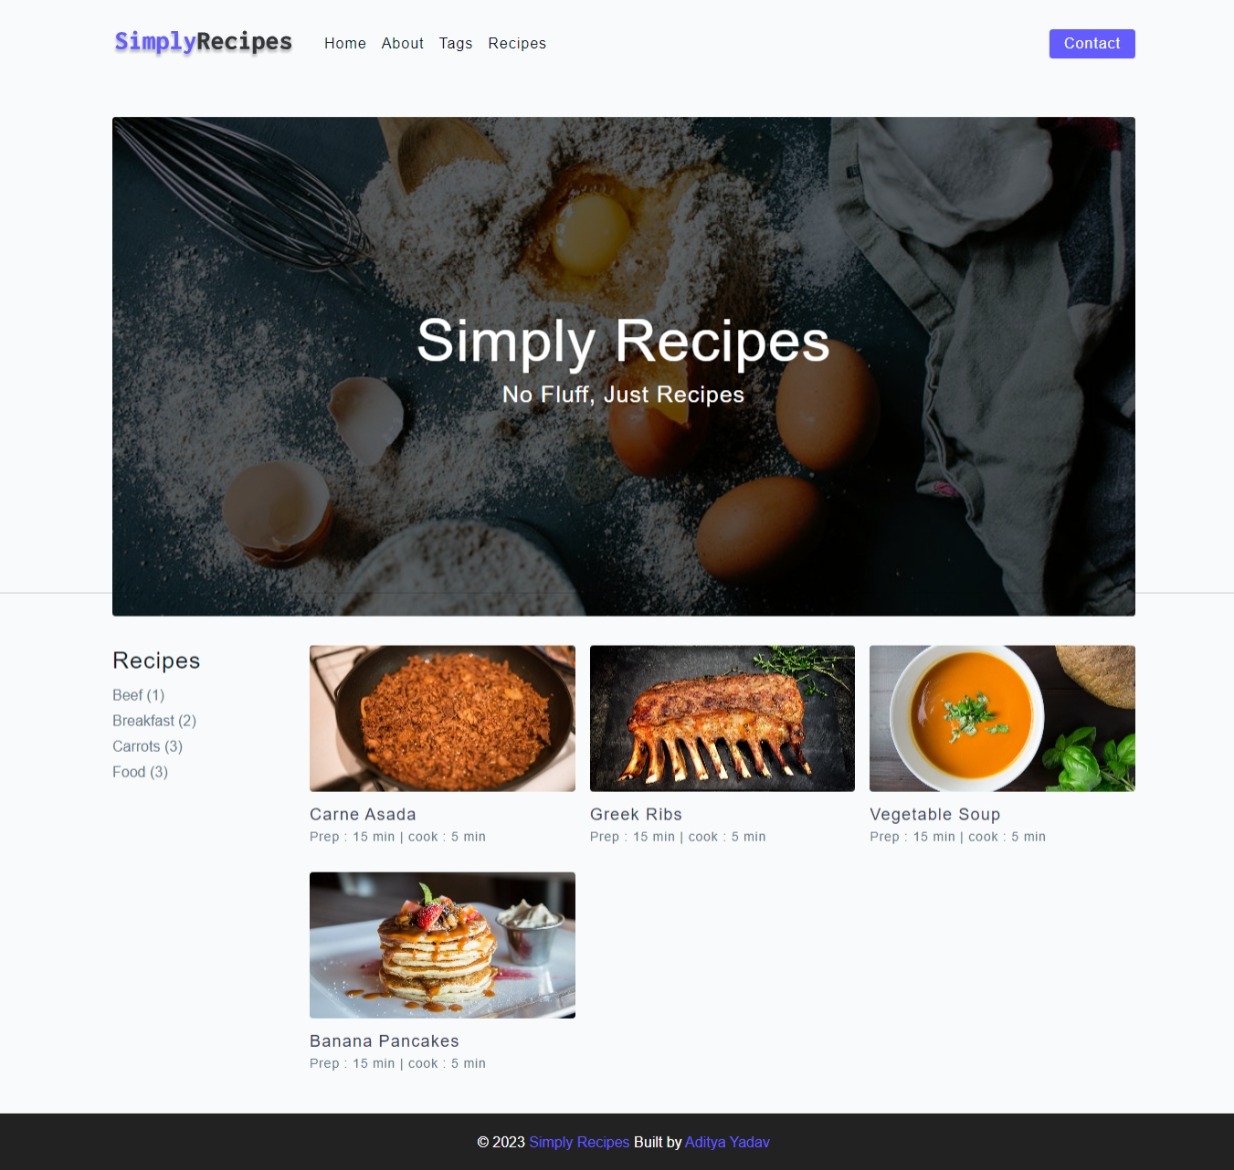 SimplyRecipes Home About Tags Recipes Contact
Simply Recipes
No Fluff, Just Recipes
Recipes
Beef (1)
Breakfast (2)
Carrots (3)
Food (3)
Carne Asada
Prep : 15 min | cook : 5 min
Greek Ribs
Prep : 15 min | cook : 5 min
Vegetable Soup
Prep : 15 min | cook : 5 min
Banana Pancakes
Prep : 15 min | cook : 5 min
© 2023 Simply Recipes Built by Aditya Yadav